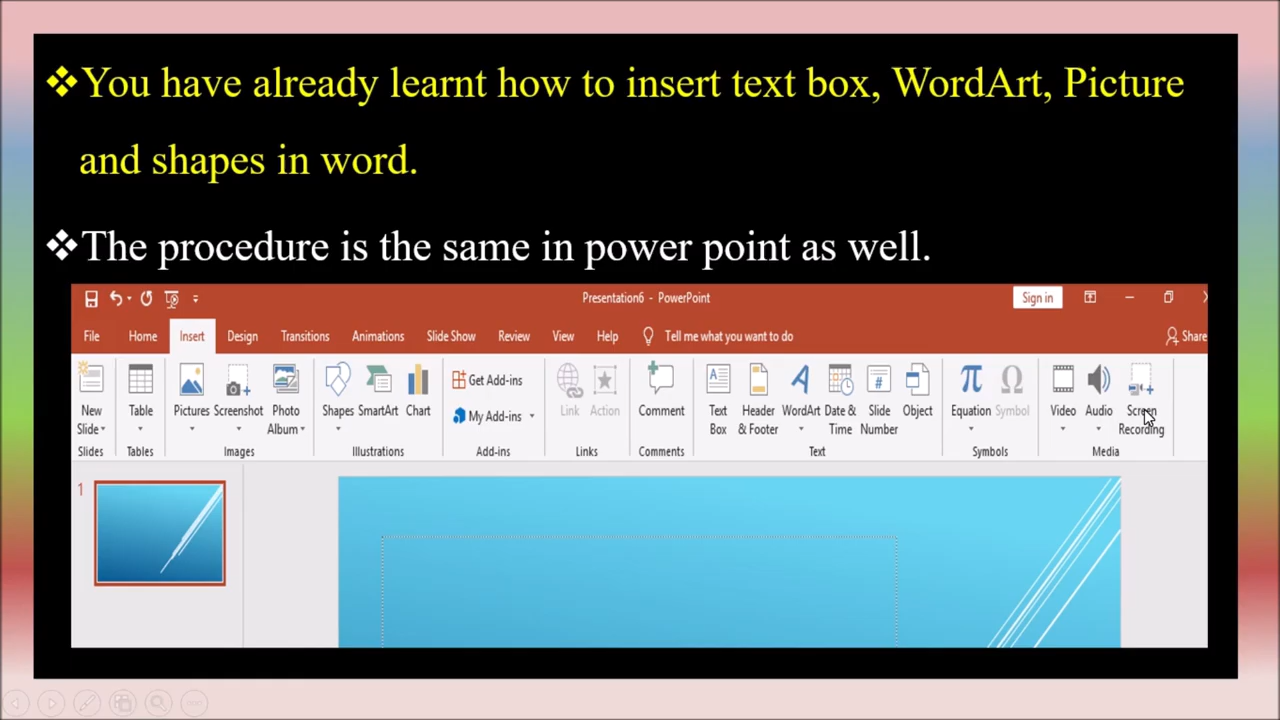 ❖You have already learnt how to insert text box, WordArt, Picture
and shapes in word.
❖The procedure is the same in power point as well.
Presentation6 - PowerPoint
Sign in
File Home Insert Design Transitions Animations Slide Show Review View Help Tell me what you want to do Share
Get Add-ins
My Add-ins
New Table Pictures Screenshot Photo Shapes SmartArt Chart Link Action Comment Text Header WordArt Date & Slide Object Equation Symbol Video Audio Screen
Slide Album Box & Footer Time Number Recording
Slides Tables Images Illustrations Add-ins Links Comments Text Symbols Media
1